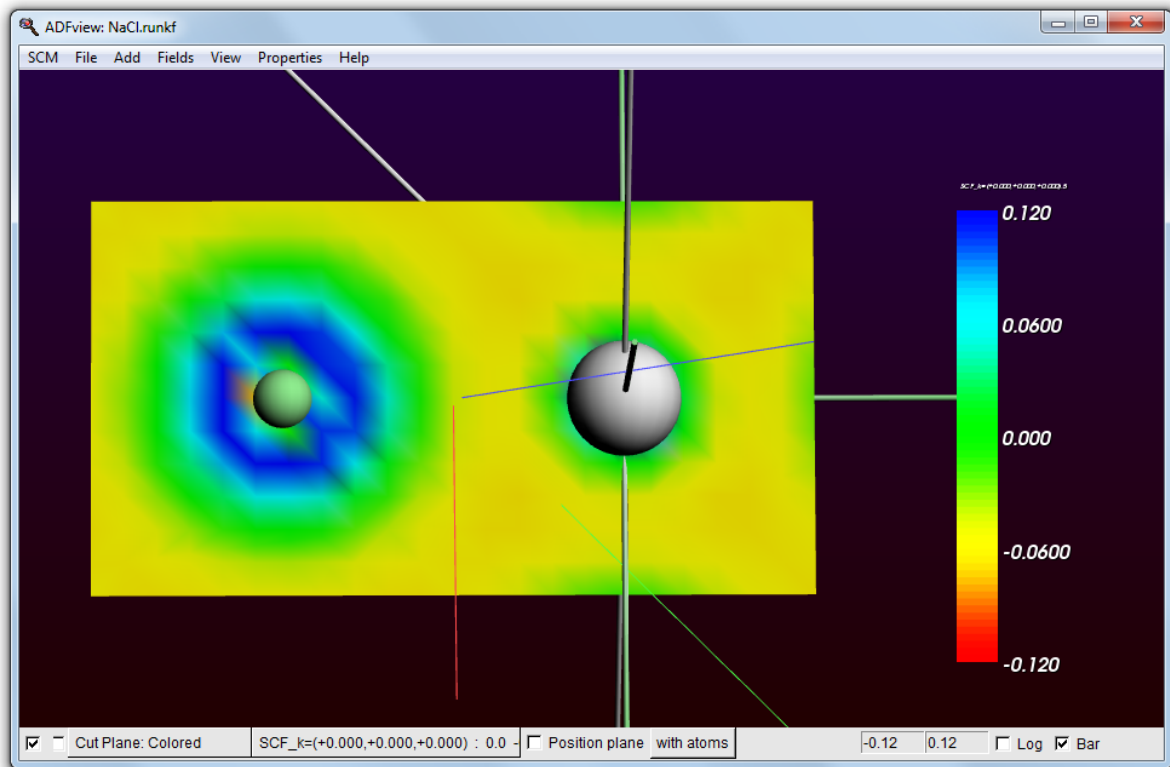 ADFview: NaCl.runkf
SCM File Add Fields View Properties Help
0.120
0.0600
0.000
-0.0600
-0.120
Cut Plane: Colored SCF_k=(+0.000,+0.000,+0.000) : 0.0 - Position plane with atoms -0.12 0.12 Log Bar